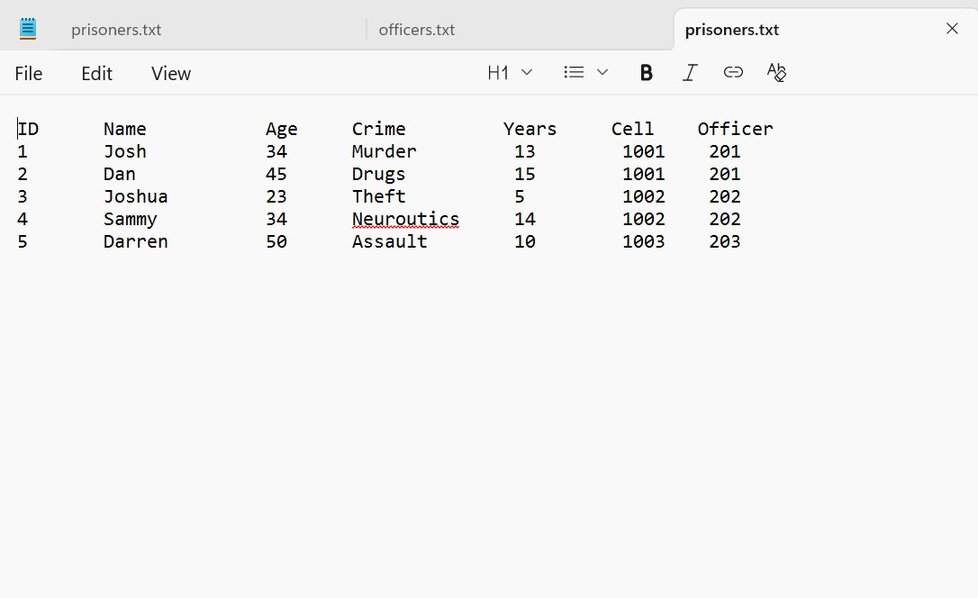 prisoners.txt officers.txt prisoners.txt
File Edit View H1 B I
ID Name Age Crime Years Cell Officer
1 Josh 34 Murder 13 1001 201
2 Dan 45 Drugs 15 1001 201
3 Joshua 23 Theft 5 1002 202
4 Sammy 34 Neuroutics 14 1002 202
5 Darren 50 Assault 10 1003 203